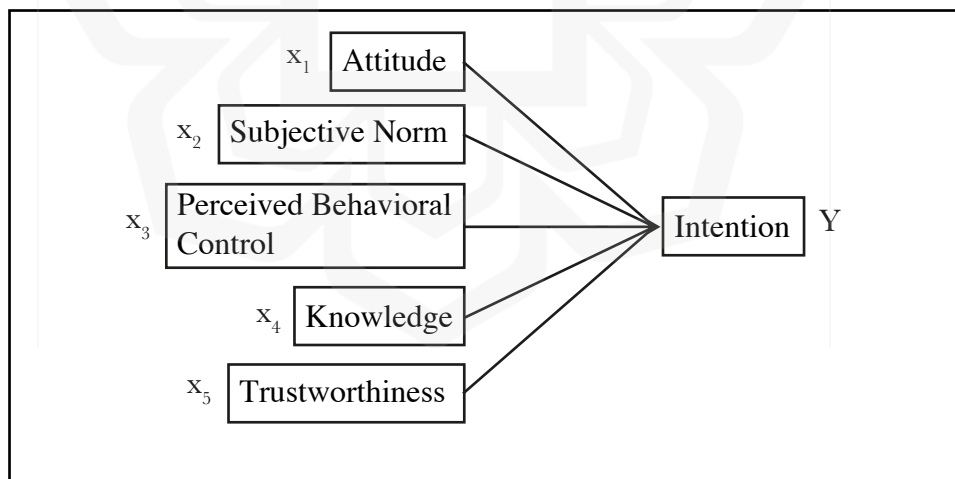 x₁ Attitude
x₂ Subjective Norm
x₃ Perceived Behavioral
Control
Intention Y
x₄ Knowledge
x₅ Trustworthiness